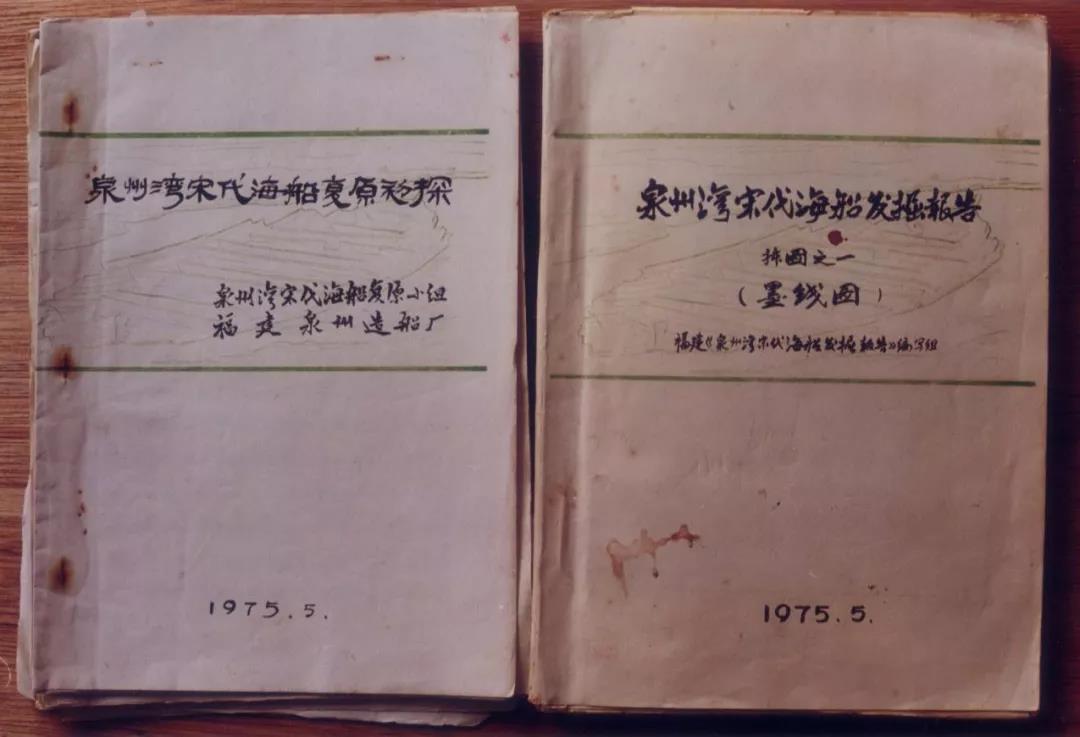 泉州湾宋代海船复原初探
泉州湾宋代海船复原小组
福建泉州造船厂
1975.5.
泉州湾宋代海船发掘報告
插图之一
（墨线图）
福建《泉州湾宋代海船发掘報告》编写组
1975.5.